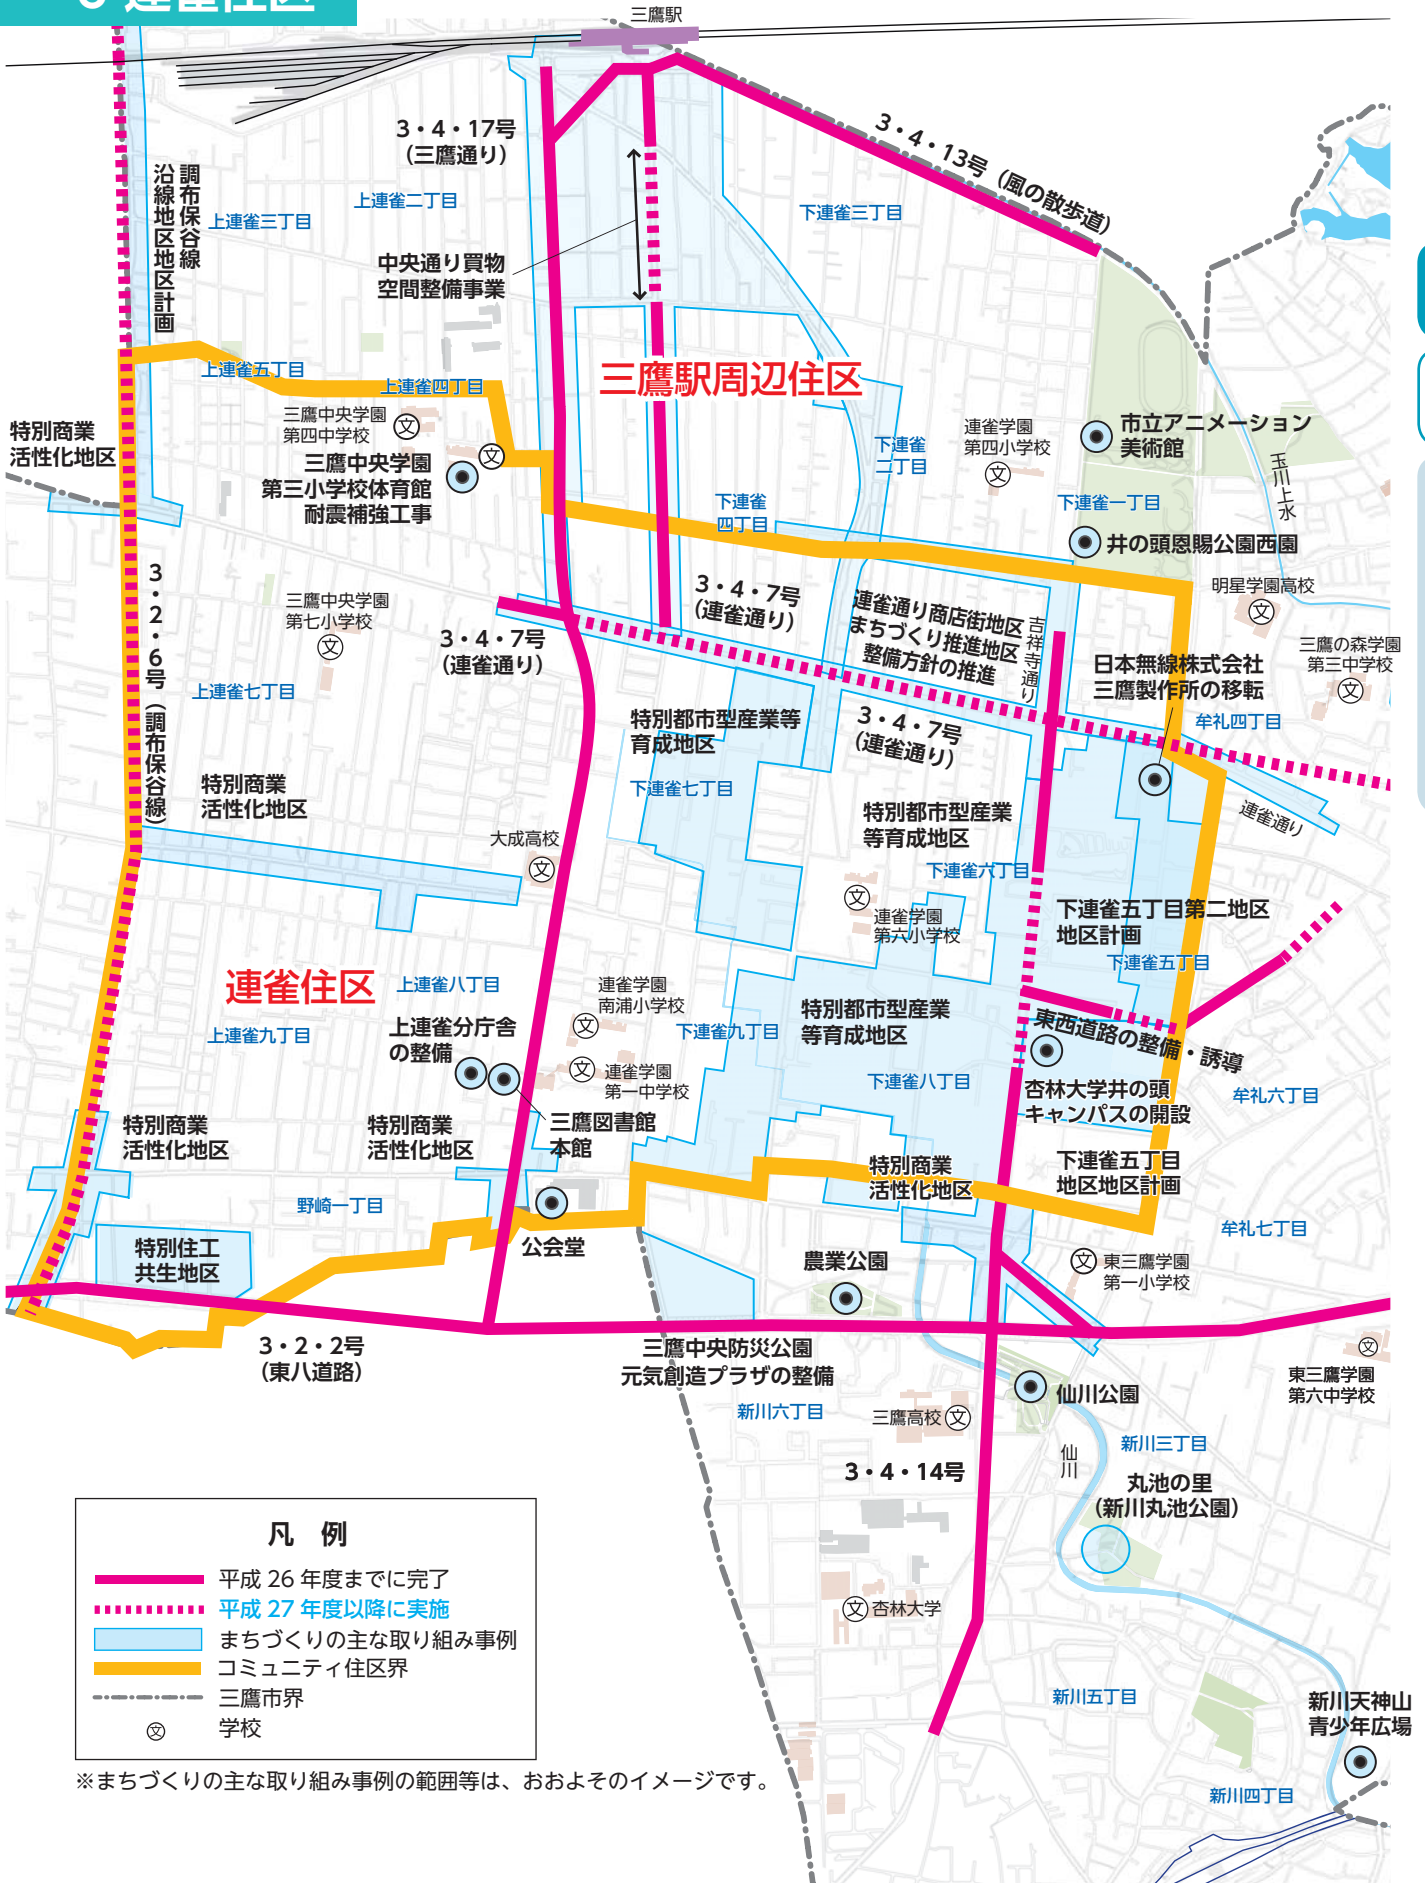 連雀住区
三鷹駅
3・4・17号
（三鷹通り）
3・4・13号（風の散歩道）
調布保谷線
沿線地区地区計画
上連雀三丁目
上連雀二丁目
下連雀三丁目
中央通り買物
空間整備事業
上連雀五丁目
上連雀四丁目
三鷹駅周辺住区
特別商業
活性化地区
三鷹中央学園
第四中学校
文
三鷹中央学園
第三小学校体育館
耐震補強工事
文
下連雀
二丁目
連雀学園
第四小学校
文
市立アニメーション
美術館
玉川上水
下連雀
四丁目
下連雀一丁目
井の頭恩賜公園西園
3・2・6号（調布保谷線）
三鷹中央学園
第七小学校
文
3・4・7号
（連雀通り）
3・4・7号
（連雀通り）
連雀通り商店街地区
まちづくり推進地区
整備方針の推進
吉祥寺通り
明星学園高校
文
三鷹の森学園
第三中学校
文
日本無線株式会社
三鷹製作所の移転
上連雀七丁目
牟礼四丁目
特別都市型産業等
育成地区
3・4・7号
（連雀通り）
下連雀七丁目
特別商業
活性化地区
連雀通り
大成高校
文
特別都市型産業
等育成地区
下連雀六丁目
文
連雀学園
第六小学校
下連雀五丁目第二地区
地区計画
下連雀五丁目
連雀住区
上連雀八丁目
上連雀九丁目
連雀学園
南浦小学校
文
上連雀分庁舎
の整備
下連雀九丁目
特別都市型産業
等育成地区
東西道路の整備・誘導
文
連雀学園
第一中学校
下連雀八丁目
杏林大学井の頭
キャンパスの開設
牟礼六丁目
特別商業
活性化地区
特別商業
活性化地区
三鷹図書館
本館
特別商業
活性化地区
下連雀五丁目
地区地区計画
野崎一丁目
牟礼七丁目
特別住工
共生地区
公会堂
農業公園
文
東三鷹学園
第一小学校
3・2・2号
（東八道路）
三鷹中央防災公園
元気創造プラザの整備
文
東三鷹学園
第六中学校
新川六丁目
三鷹高校
文
仙川公園
新川三丁目
仙川
3・4・14号
丸池の里
（新川丸池公園）
文
杏林大学
新川五丁目
新川天神山
青少年広場
新川四丁目
凡 例
平成 26 年度までに完了
平成 27 年度以降に実施
まちづくりの主な取り組み事例
コミュニティ住区界
三鷹市界
文
学校
※まちづくりの主な取り組み事例の範囲等は、おおよそのイメージです。